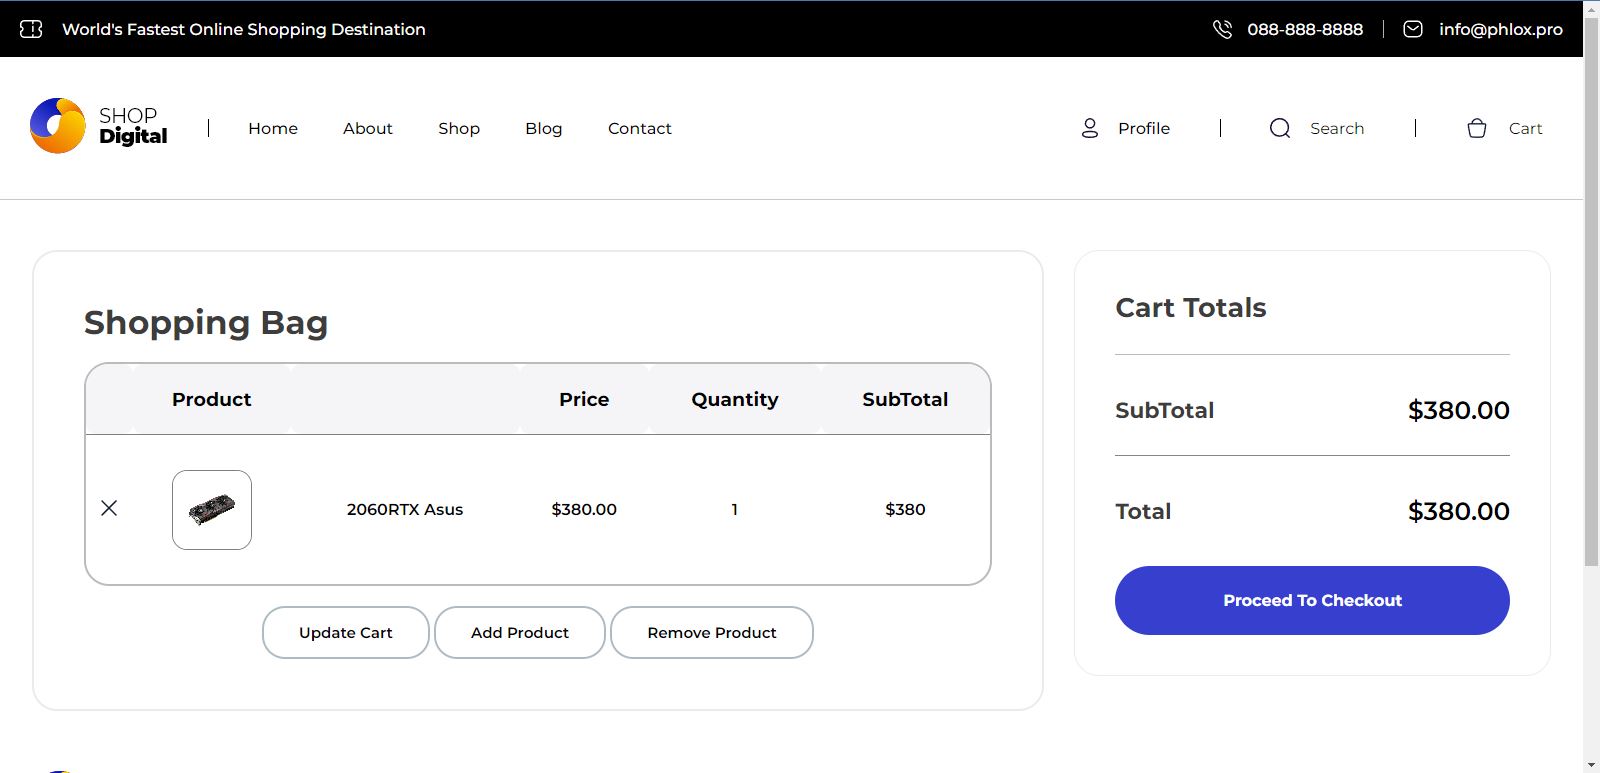 World's Fastest Online Shopping Destination
088-888-8888
info@phlox.pro
SHOP
Digital
Home About Shop Blog Contact
Profile Search Cart
Shopping Bag
Product Price Quantity SubTotal
2060RTX Asus $380.00 1 $380
Update Cart Add Product Remove Product
Cart Totals
SubTotal $380.00
Total $380.00
Proceed To Checkout